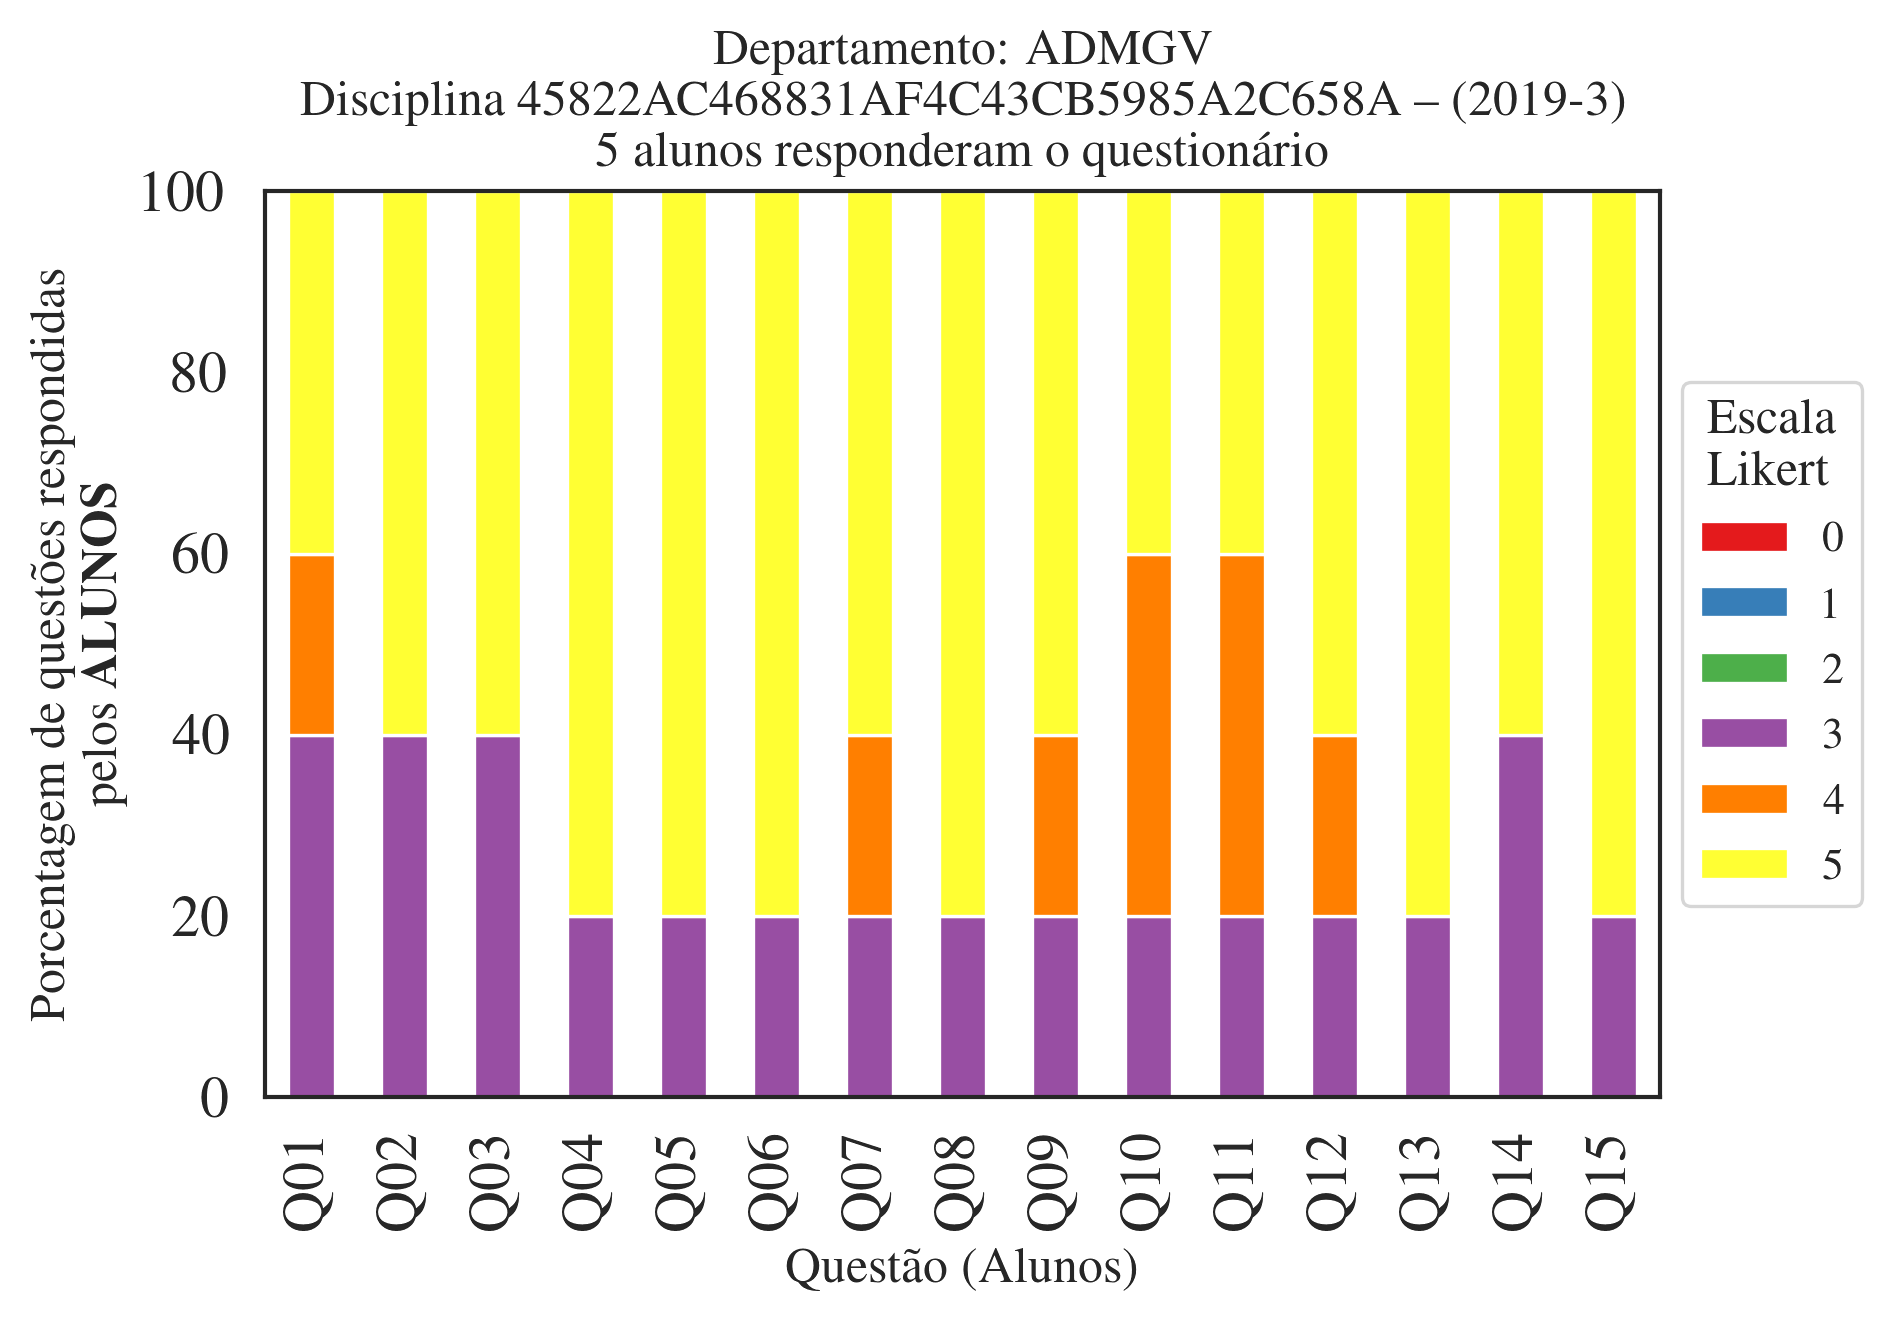 Departamento: ADMGV
Disciplina 45822AC468831AF4C43CB5985A2C658A – (2019-3)
5 alunos responderam o questionário
Porcentagem de questões respondidas
pelos ALUNOS
100
80
60
40
20
0
Q01
Q02
Q03
Q04
Q05
Q06
Q07
Q08
Q09
Q10
Q11
Q12
Q13
Q14
Q15
Questão (Alunos)
Escala
Likert
0
1
2
3
4
5